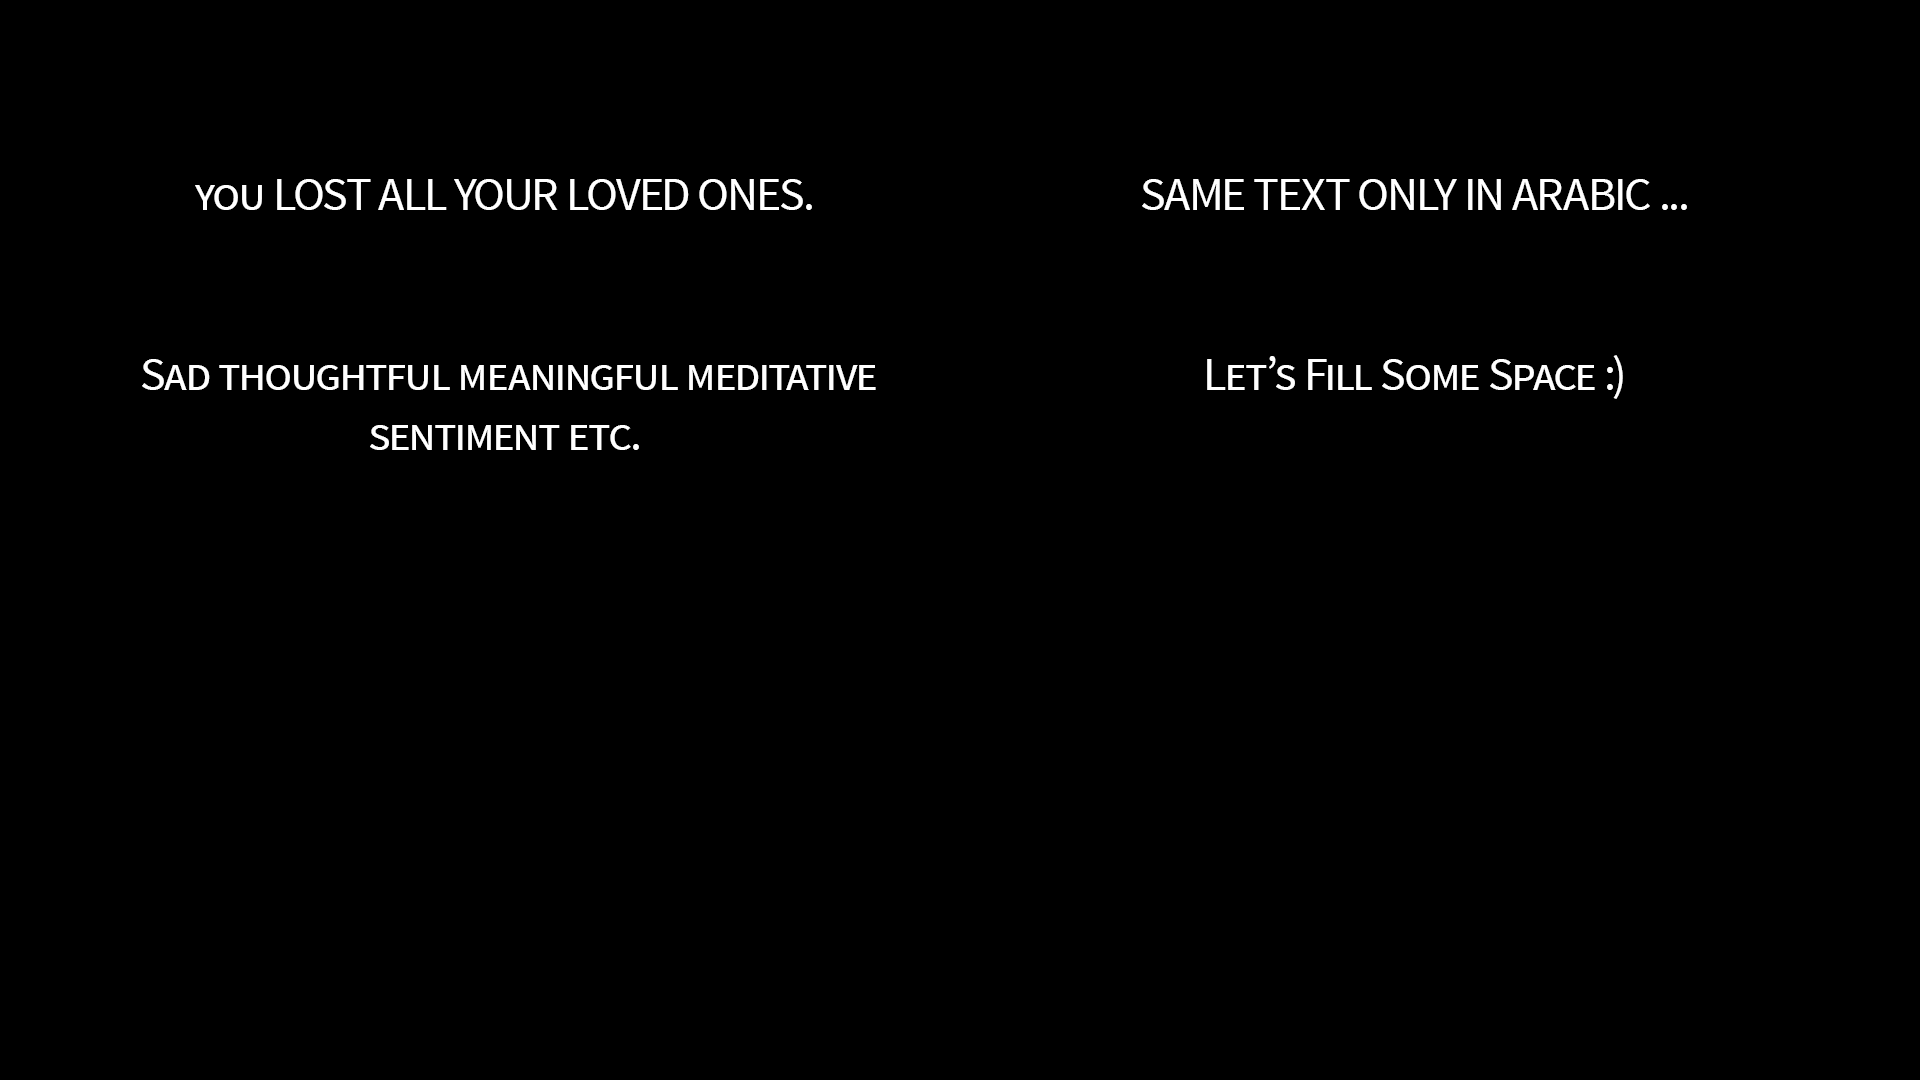 you LOST ALL YOUR LOVED ONES.
SAME TEXT ONLY IN ARABIC ...
Sad thoughtful meaningful meditative
sentiment etc.
Let’s Fill Some Space :)